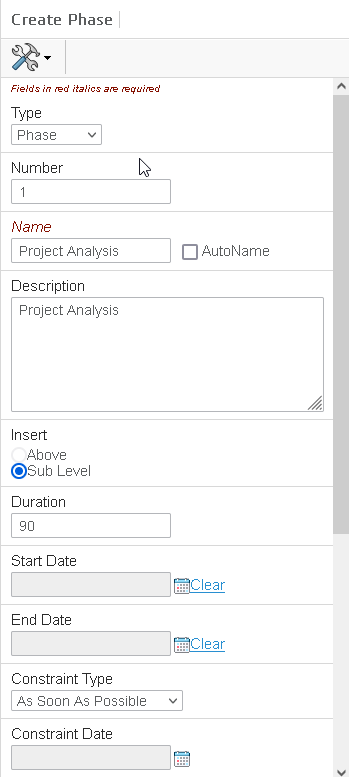 Create Phase
Fields in red italics are required
Type
Phase
Number
1
Name
Project Analysis
AutoName
Description
Project Analysis
Insert
Above
Sub Level
Duration
90
Start Date
Clear
End Date
Clear
Constraint Type
As Soon As Possible
Constraint Date